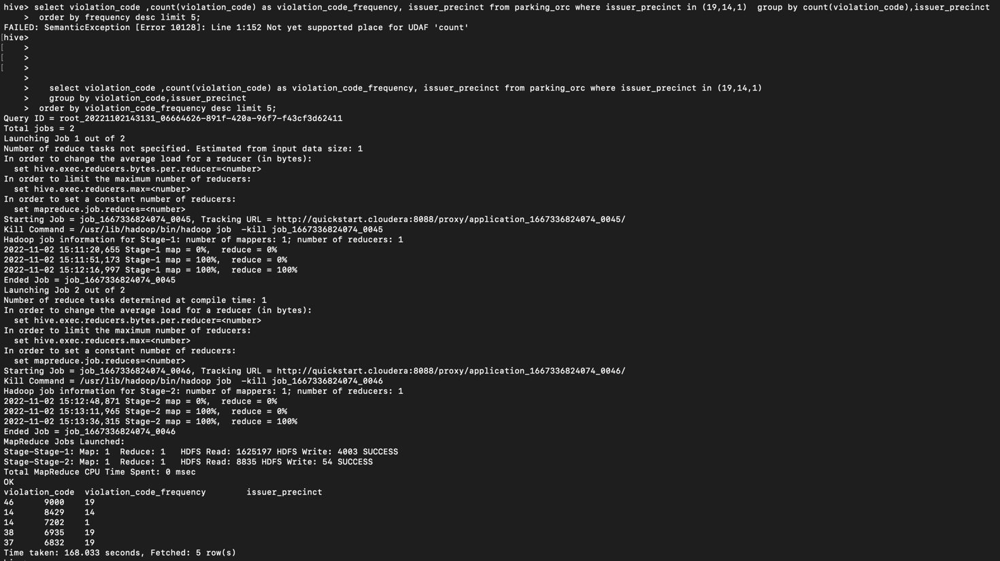 hive> select violation_code ,count(violation_code) as violation_code_frequency, issuer_precinct from parking_orc where issuer_precinct in (19,14,1)  group by count(violation_code),issuer_precinct
    >   order by frequency desc limit 5;
FAILED: SemanticException [Error 10128]: Line 1:152 Not yet supported place for UDAF 'count'
[hive>
[    >
[    >
[    >
    >
    >    select violation_code ,count(violation_code) as violation_code_frequency, issuer_precinct from parking_orc where issuer_precinct in (19,14,1)
    >    group by violation_code,issuer_precinct
    >  order by violation_code_frequency desc limit 5;
Query ID = root_20221102143131_06664626-891f-420a-96f7-f43cf3d62411
Total jobs = 2
Launching Job 1 out of 2
Number of reduce tasks not specified. Estimated from input data size: 1
In order to change the average load for a reducer (in bytes):
  set hive.exec.reducers.bytes.per.reducer=<number>
In order to limit the maximum number of reducers:
  set hive.exec.reducers.max=<number>
In order to set a constant number of reducers:
  set mapreduce.job.reduces=<number>
Starting Job = job_1667336824074_0045, Tracking URL = http://quickstart.cloudera:8088/proxy/application_1667336824074_0045/
Kill Command = /usr/lib/hadoop/bin/hadoop job  -kill job_1667336824074_0045
Hadoop job information for Stage-1: number of mappers: 1; number of reducers: 1
2022-11-02 15:11:20,655 Stage-1 map = 0%,  reduce = 0%
2022-11-02 15:11:51,173 Stage-1 map = 100%,  reduce = 0%
2022-11-02 15:12:16,997 Stage-1 map = 100%,  reduce = 100%
Ended Job = job_1667336824074_0045
Launching Job 2 out of 2
Number of reduce tasks determined at compile time: 1
In order to change the average load for a reducer (in bytes):
  set hive.exec.reducers.bytes.per.reducer=<number>
In order to limit the maximum number of reducers:
  set hive.exec.reducers.max=<number>
In order to set a constant number of reducers:
  set mapreduce.job.reduces=<number>
Starting Job = job_1667336824074_0046, Tracking URL = http://quickstart.cloudera:8088/proxy/application_1667336824074_0046/
Kill Command = /usr/lib/hadoop/bin/hadoop job  -kill job_1667336824074_0046
Hadoop job information for Stage-2: number of mappers: 1; number of reducers: 1
2022-11-02 15:12:48,871 Stage-2 map = 0%,  reduce = 0%
2022-11-02 15:13:11,965 Stage-2 map = 100%,  reduce = 0%
2022-11-02 15:13:36,315 Stage-2 map = 100%,  reduce = 100%
Ended Job = job_1667336824074_0046
MapReduce Jobs Launched:
Stage-Stage-1: Map: 1  Reduce: 1   HDFS Read: 1625197 HDFS Write: 4003 SUCCESS
Stage-Stage-2: Map: 1  Reduce: 1   HDFS Read: 8835 HDFS Write: 54 SUCCESS
Total MapReduce CPU Time Spent: 0 msec
OK
violation_code  violation_code_frequency        issuer_precinct
46      9000    19
14      8429    14
14      7202    1
38      6935    19
37      6832    19
Time taken: 168.033 seconds, Fetched: 5 row(s)